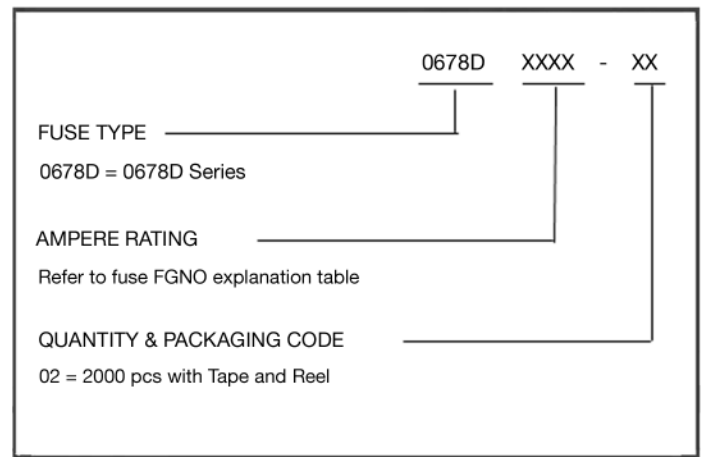 0678D XXXX - XX
FUSE TYPE
0678D = 0678D Series
AMPERE RATING
Refer to fuse FGNO explanation table
QUANTITY & PACKAGING CODE
02 = 2000 pcs with Tape and Reel